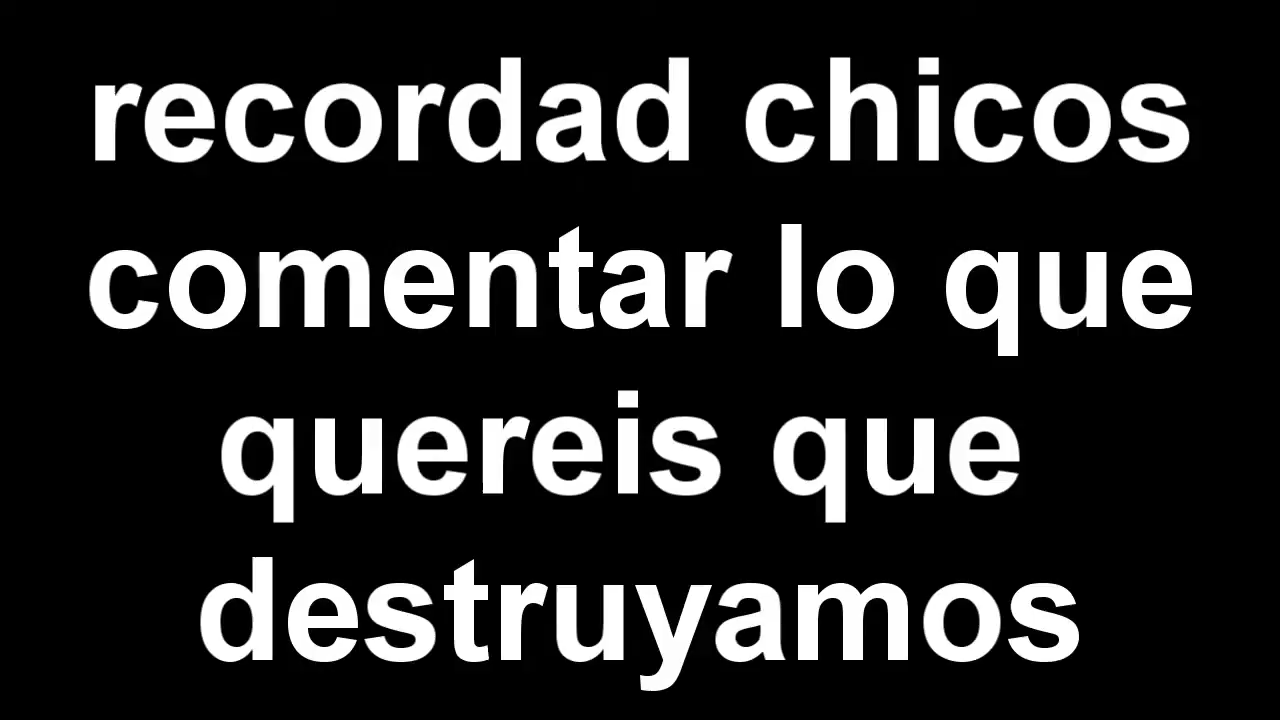 recordad chicos
comentar lo que
quereis que
destruyamos